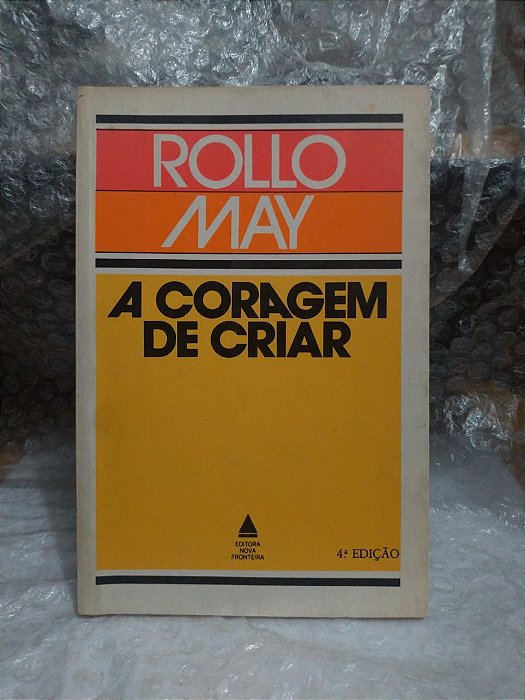 ROLLO
MAY
A CORAGEM
DE CRIAR
EDITORA
NOVA
FRONTEIRA
4ª EDIÇÃO